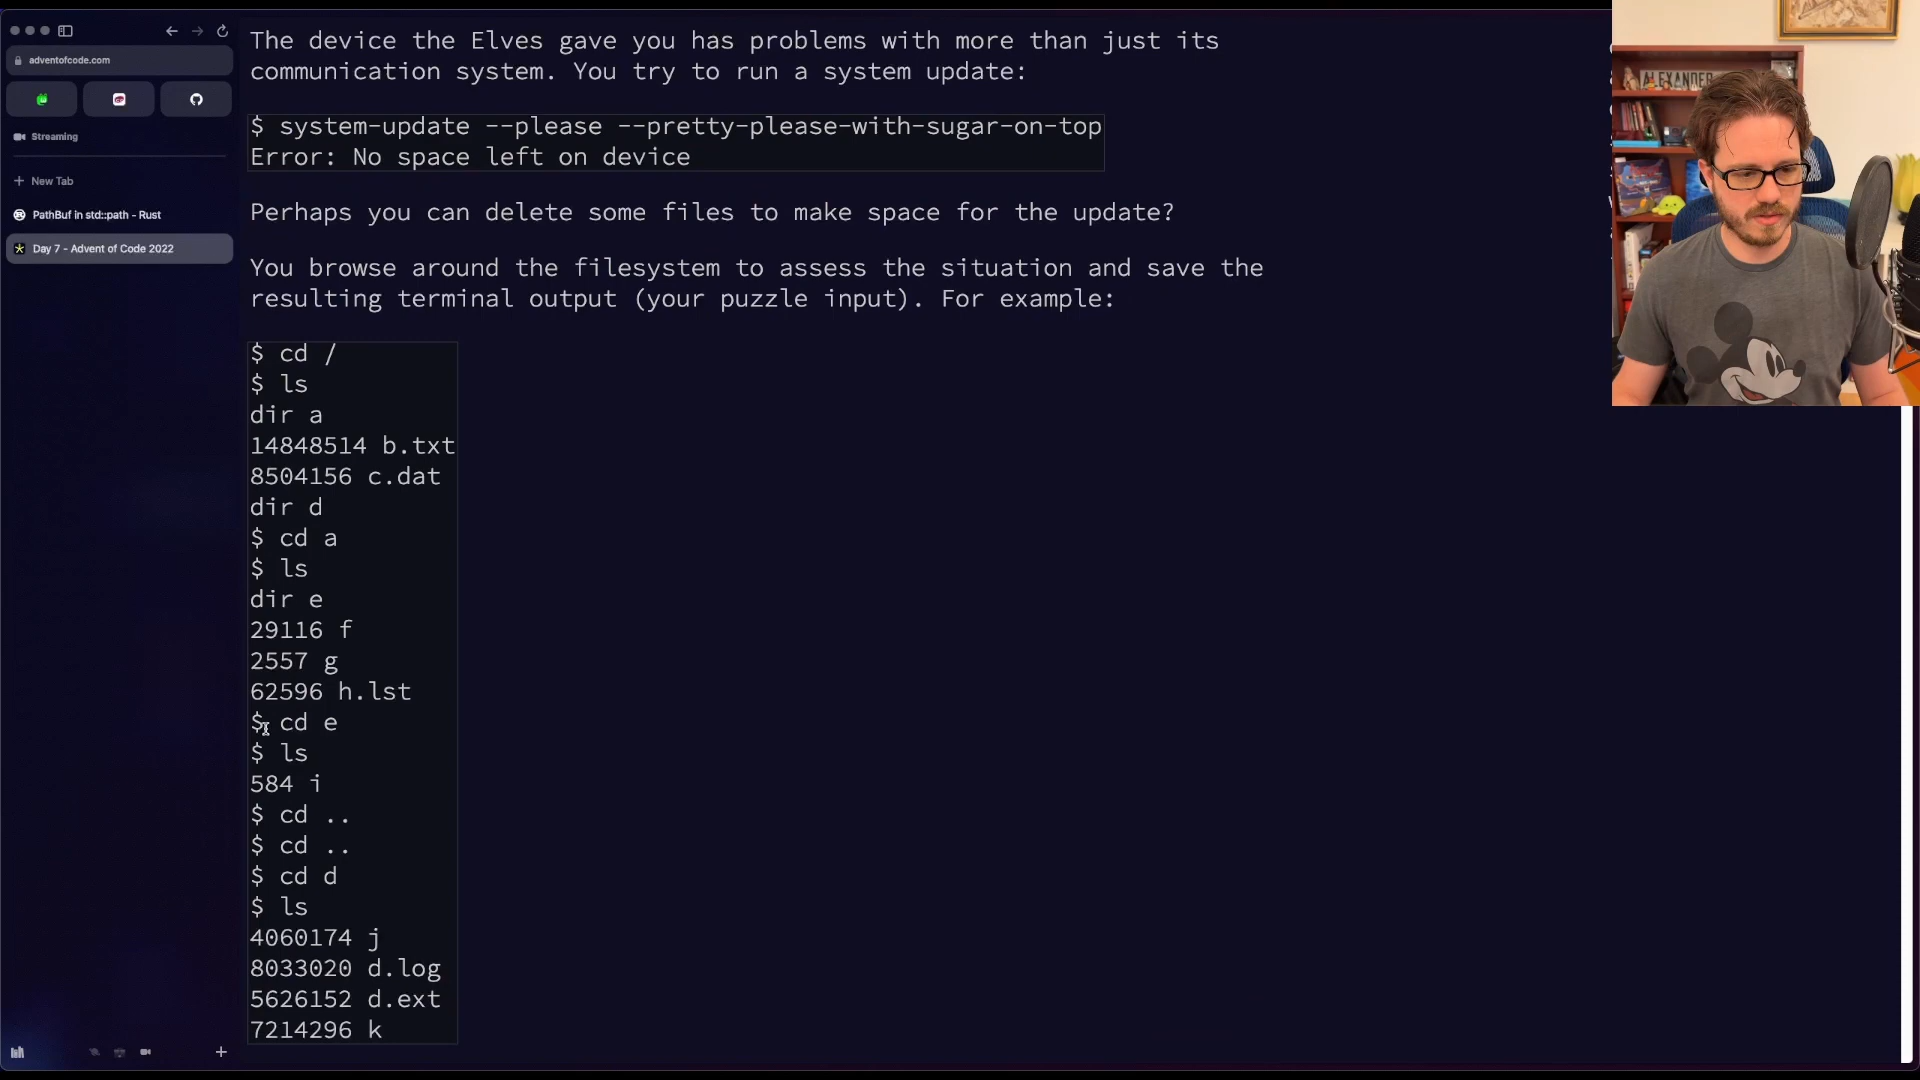 The device the Elves gave you has problems with more than just its
communication system. You try to run a system update:
$ system-update --please --pretty-please-with-sugar-on-top
Error: No space left on device
Perhaps you can delete some files to make space for the update?
You browse around the filesystem to assess the situation and save the
resulting terminal output (your puzzle input). For example:
$ cd /
$ ls
dir a
14848514 b.txt
8504156 c.dat
dir d
$ cd a
$ ls
dir e
29116 f
2557 g
62596 h.lst
$ cd e
$ ls
584 i
$ cd ..
$ cd ..
$ cd d
$ ls
4060174 j
8033020 d.log
5626152 d.ext
7214296 k
adventofcode.com
Streaming
+ New Tab
PathBuf in std::path - Rust
Day 7 - Advent of Code 2022
ALEXANDER